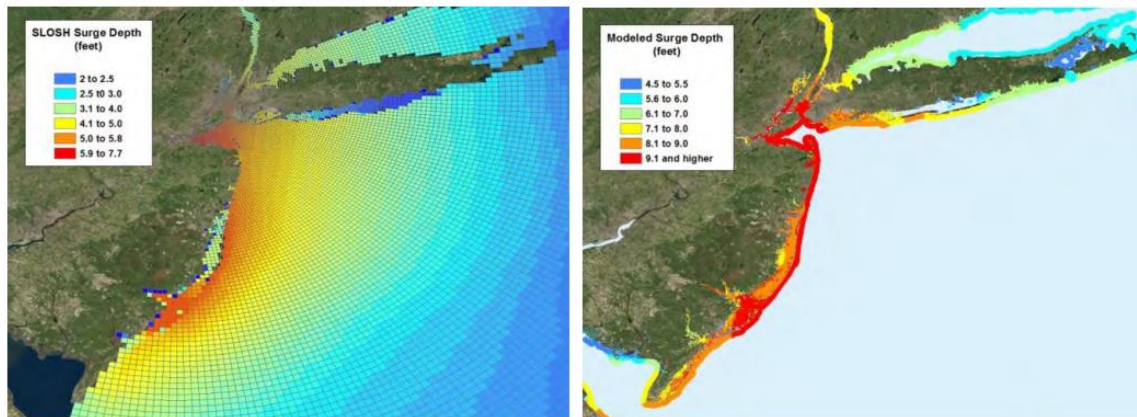 SLOSH Surge Depth
(feet)
2 to 2.5
2.5 t0 3.0
3.1 to 4.0
4.1 to 5.0
5.0 to 5.8
5.9 to 7.7
Modeled Surge Depth
(feet)
4.5 to 5.5
5.6 to 6.0
6.1 to 7.0
7.1 to 8.0
8.1 to 9.0
9.1 and higher